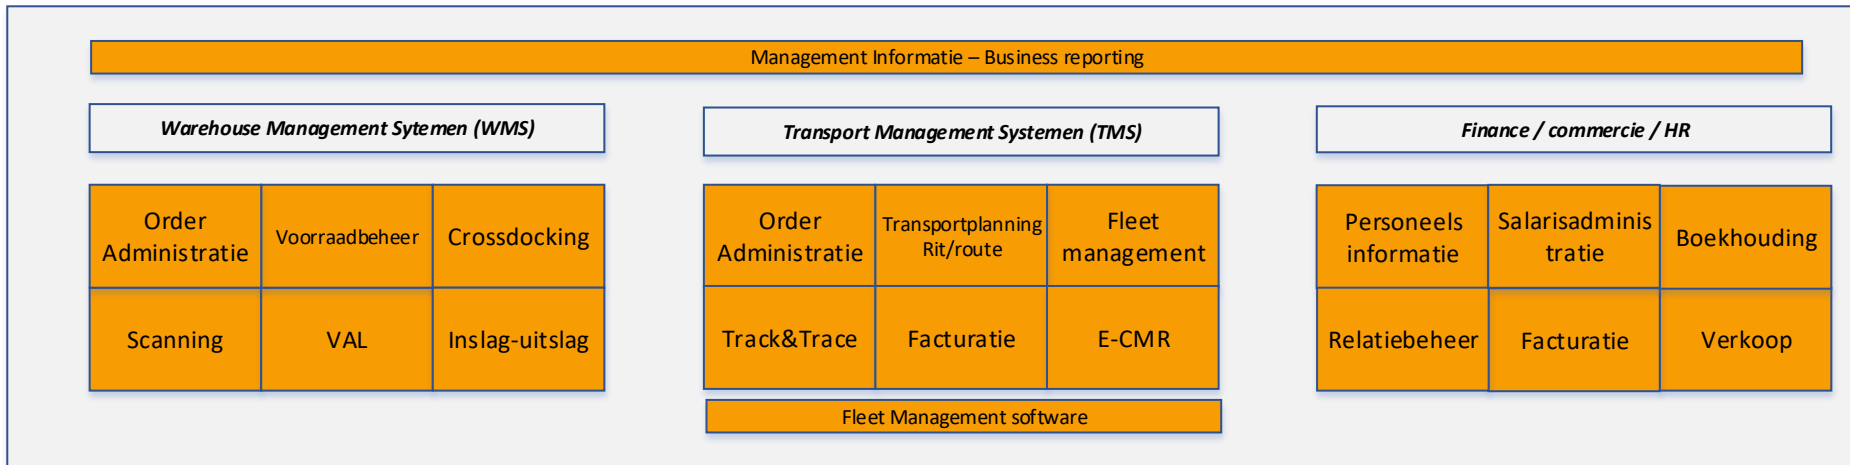 Management Informatie – Business reporting
Warehouse Management Sytemen (WMS)
Transport Management Systemen (TMS)
Finance / commercie / HR
Order
Administratie
Voorraadbeheer
Crossdocking
Scanning
VAL
Inslag-uitslag
Order
Administratie
Transportplanning
Rit/route
Fleet
management
Track&Trace
Facturatie
E-CMR
Fleet Management software
Personeels
informatie
Salarisadminis
tratie
Boekhouding
Relatiebeheer
Facturatie
Verkoop